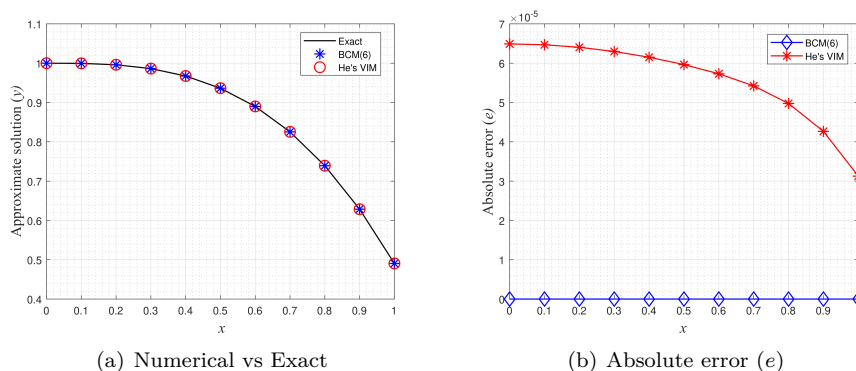 1.1
1
0.9
0.8
0.7
0.6
0.5
0.4
Approximate solution (y)
0 0.1 0.2 0.3 0.4 0.5 0.6 0.7 0.8 0.9 1
x
Exact
BCM(6)
He's VIM
(a) Numerical vs Exact
×10⁻⁵
7
6
5
4
3
2
1
0
Absolute error (e)
0 0.1 0.2 0.3 0.4 0.5 0.6 0.7 0.8 0.9
x
BCM(6)
He's VIM
(b) Absolute error (e)